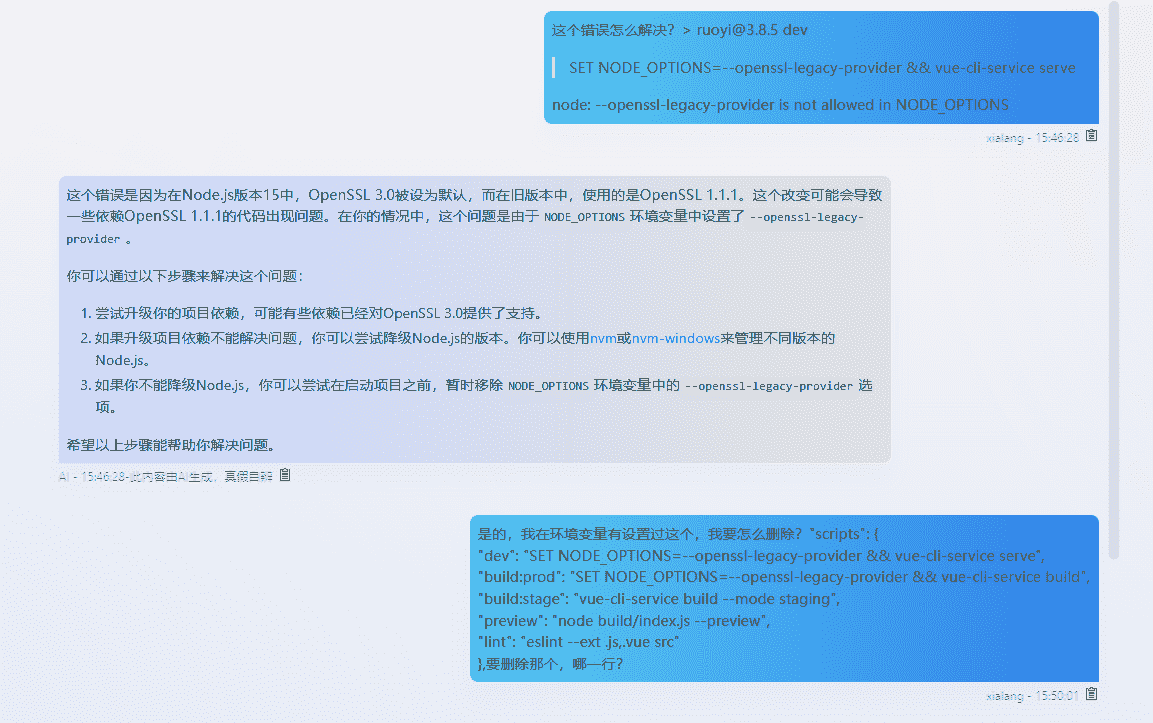 这个错误怎么解决? > ruoyi@3.8.5 dev
SET NODE_OPTIONS=--openssl-legacy-provider && vue-cli-service serve
node: --openssl-legacy-provider is not allowed in NODE_OPTIONS
xialang - 15:46:28
这个错误是因为在Node.js版本15中，OpenSSL 3.0被设为默认，而在旧版本中，使用的是OpenSSL 1.1.1。这个改变可能会导致
一些依赖OpenSSL 1.1.1的代码出现问题。在你的情况中，这个问题是由于 NODE_OPTIONS 环境变量中设置了 --openssl-legacy-
provider 。
你可以通过以下步骤来解决这个问题：
1. 尝试升级你的项目依赖，可能有些依赖已经对OpenSSL 3.0提供了支持。
2. 如果升级项目依赖不能解决问题，你可以尝试降级Node.js的版本。你可以使用nvm或nvm-windows来管理不同版本的
Node.js。
3. 如果你不能降级Node.js，你可以尝试在启动项目之前，暂时移除 NODE_OPTIONS 环境变量中的 --openssl-legacy-provider 选
项。
希望以上步骤能帮助你解决问题。
AI - 15:46:28-此内容由AI生成，真假自辨
是的，我在环境变量有设置过这个，我要怎么删除？"scripts": {
"dev": "SET NODE_OPTIONS=--openssl-legacy-provider && vue-cli-service serve",
"build:prod": "SET NODE_OPTIONS=--openssl-legacy-provider && vue-cli-service build",
"build:stage": "vue-cli-service build --mode staging",
"preview": "node build/index.js --preview",
"lint": "eslint --ext .js,.vue src"
},要删除那个，哪一行?
xialang - 15:50:01